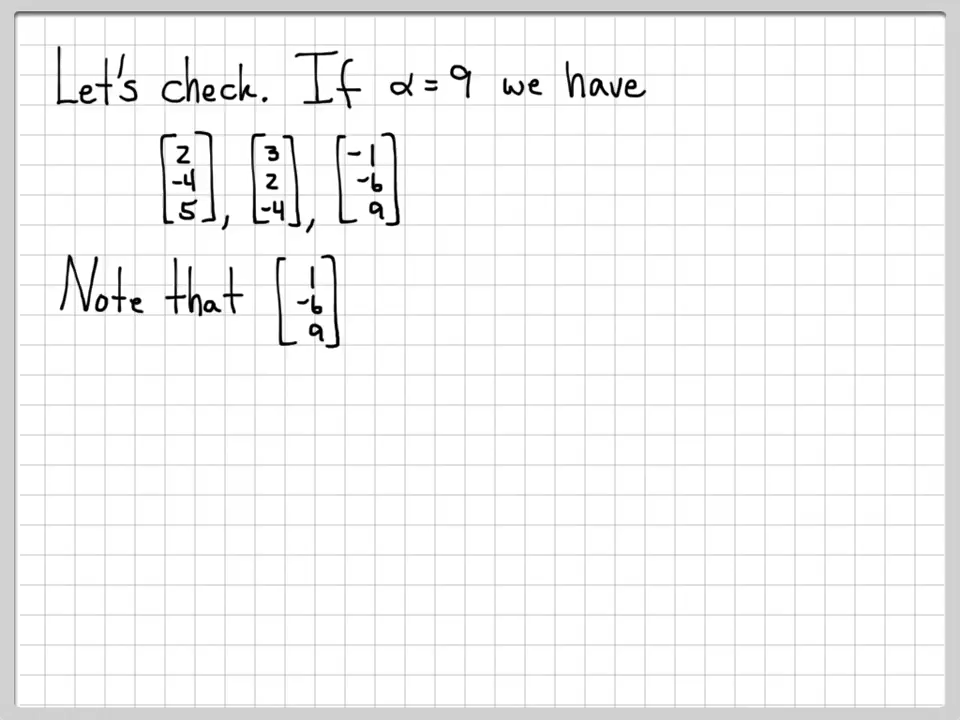 Let's check. If α = 9 we have
[2 -4 5], [3 2 -4], [-1 -6 9]
Note that [1 -6 9]